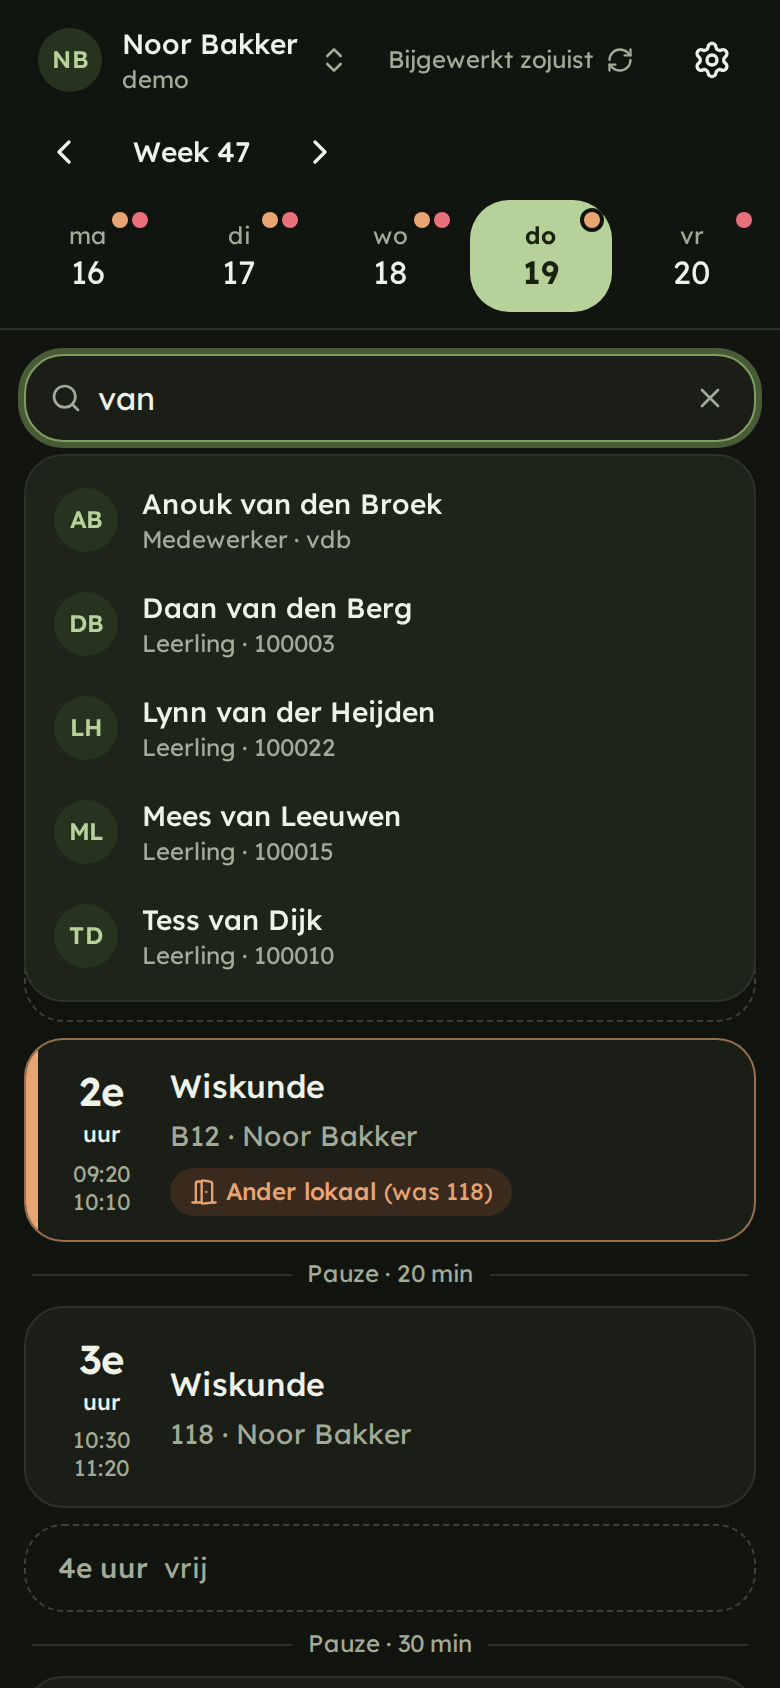 NB
Noor Bakker
demo
Bijgewerkt zojuist
Week 47
ma
16
di
17
wo
18
do
19
vr
20
van
AB
Anouk van den Broek
Medewerker · vdb
DB
Daan van den Berg
Leerling · 100003
LH
Lynn van der Heijden
Leerling · 100022
ML
Mees van Leeuwen
Leerling · 100015
TD
Tess van Dijk
Leerling · 100010
2e
uur
09:20
10:10
Wiskunde
B12 · Noor Bakker
Ander lokaal (was 118)
Pauze · 20 min
3e
uur
10:30
11:20
Wiskunde
118 · Noor Bakker
4e uur vrij
Pauze · 30 min